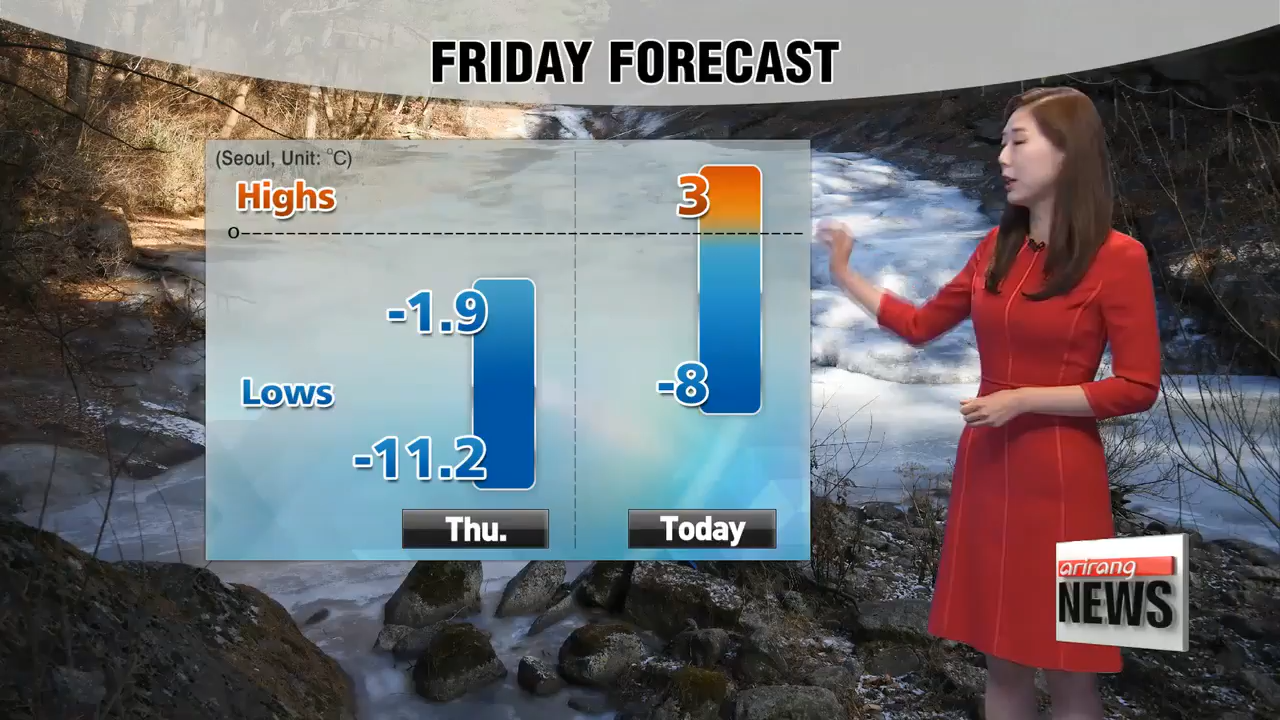 FRIDAY FORECAST
(Seoul, Unit: °C)
Highs
3
0
-1.9
-8
Lows
-11.2
Thu.
Today
arirang
NEWS